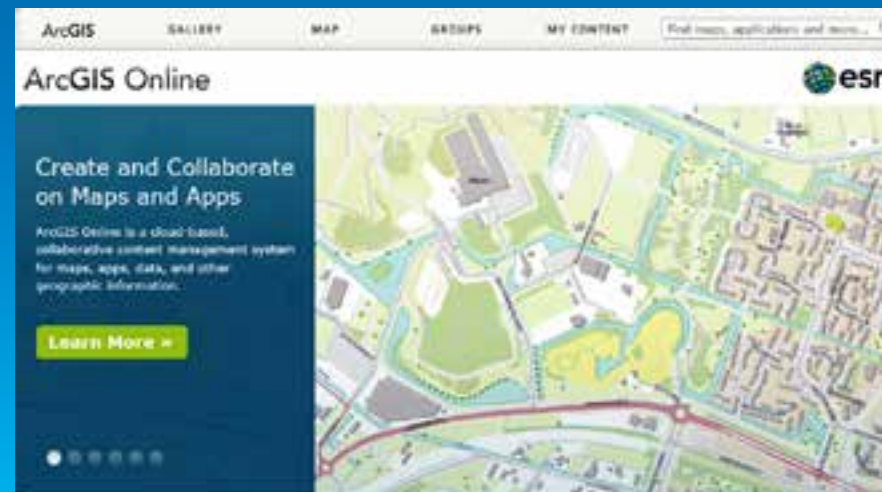 ArcGIS
GALLERY
MAP
GROUPS
MY CONTENT
Find maps, applications and more...
ArcGIS Online
esr
Create and Collaborate
on Maps and Apps
ArcGIS Online is a cloud-based,
collaborative content management system
for maps, apps, data, and other
geographic information.
Learn More »